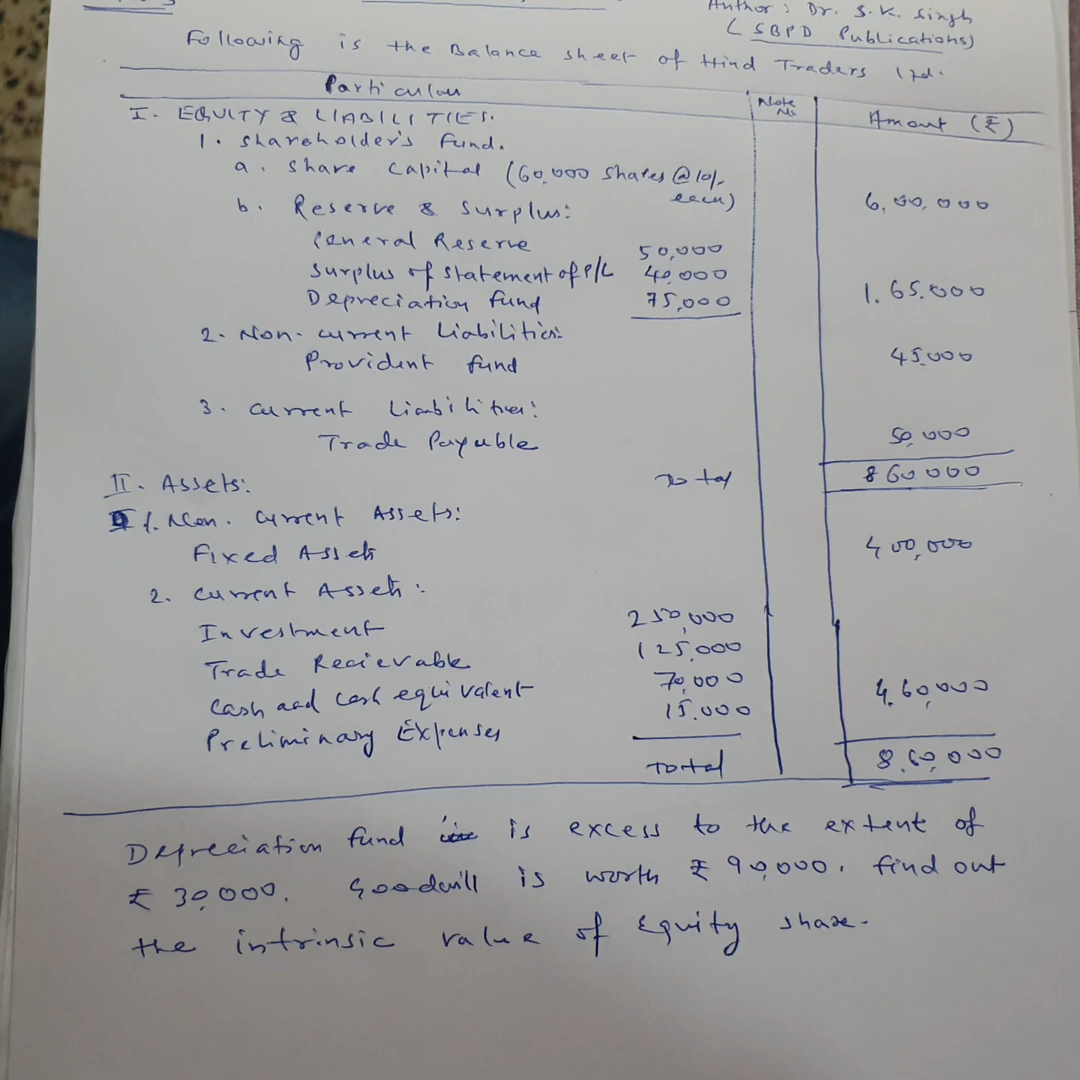 Author : Dr. S. K. Singh
(SBPD Publications)
Following is the Balance sheet of Hind Traders Ltd.
Particulars Note No Amount (₹)
I. EQUITY & LIABILITIES.
1. Shareholder's Fund.
a. Share Capital (60,000 Shares @ 10/- each) 6,00,000
b. Reserve & Surplus:
General Reserve 50,000
Surplus of Statement of P/L 40,000
Depreciation fund 75,000 1,65,000
2. Non-current Liabilities:
Provident fund 45,000
3. Current Liabilities:
Trade Payable 50,000
Total 860000
II. Assets:
1. Non. Current Assets:
Fixed Assets 400,000
2. Current Assets:
Investment 250,000
Trade Recievable 125,000
Cash and Cash equivalent 70,000 4,60,000
Preliminary Expenses 15,000
Total 8,60,000
Depreciation fund is excess to the extent of
₹ 30,000. Goodwill is worth ₹ 90,000. find out
the intrinsic value of Equity share.